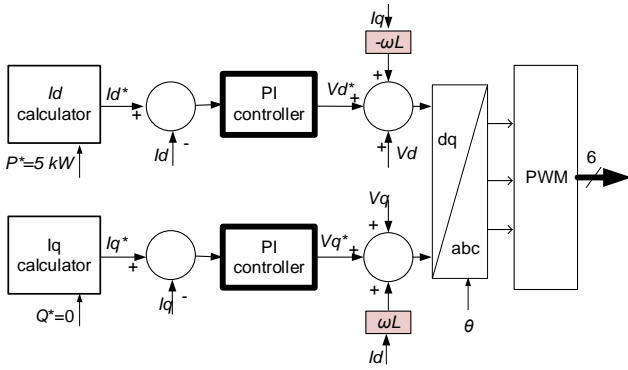 Iq
-ωL
Id
calculator
Id*
+
-
Id
PI
controller
Vd*
+
+
+
Vd
P*=5 kW
dq
abc
θ
PWM
6
Iq
calculator
Iq*
+
-
Iq
PI
controller
Vq*
+
Vq
+
+
ωL
Id
Q*=0